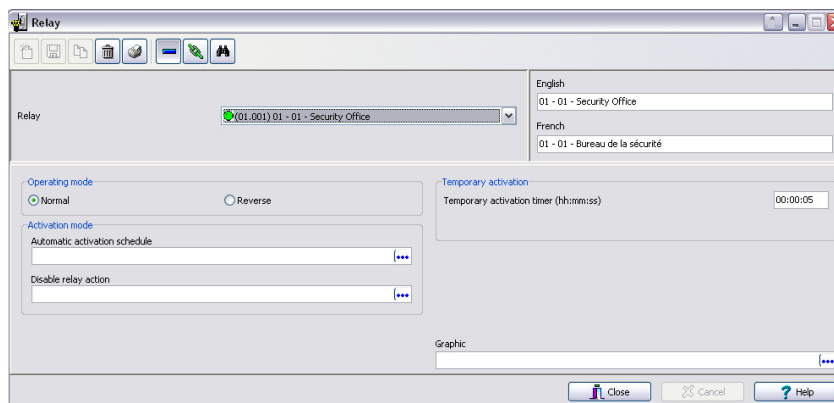 Relay
Relay
(01.001) 01 - 01 - Security Office
English
01 - 01 - Security Office
French
01 - 01 - Bureau de la sécurité
Operating mode
Normal
Reverse
Activation mode
Automatic activation schedule
Disable relay action
Temporary activation
Temporary activation timer (hh:mm:ss)
00:00:05
Graphic
Close
Cancel
? Help